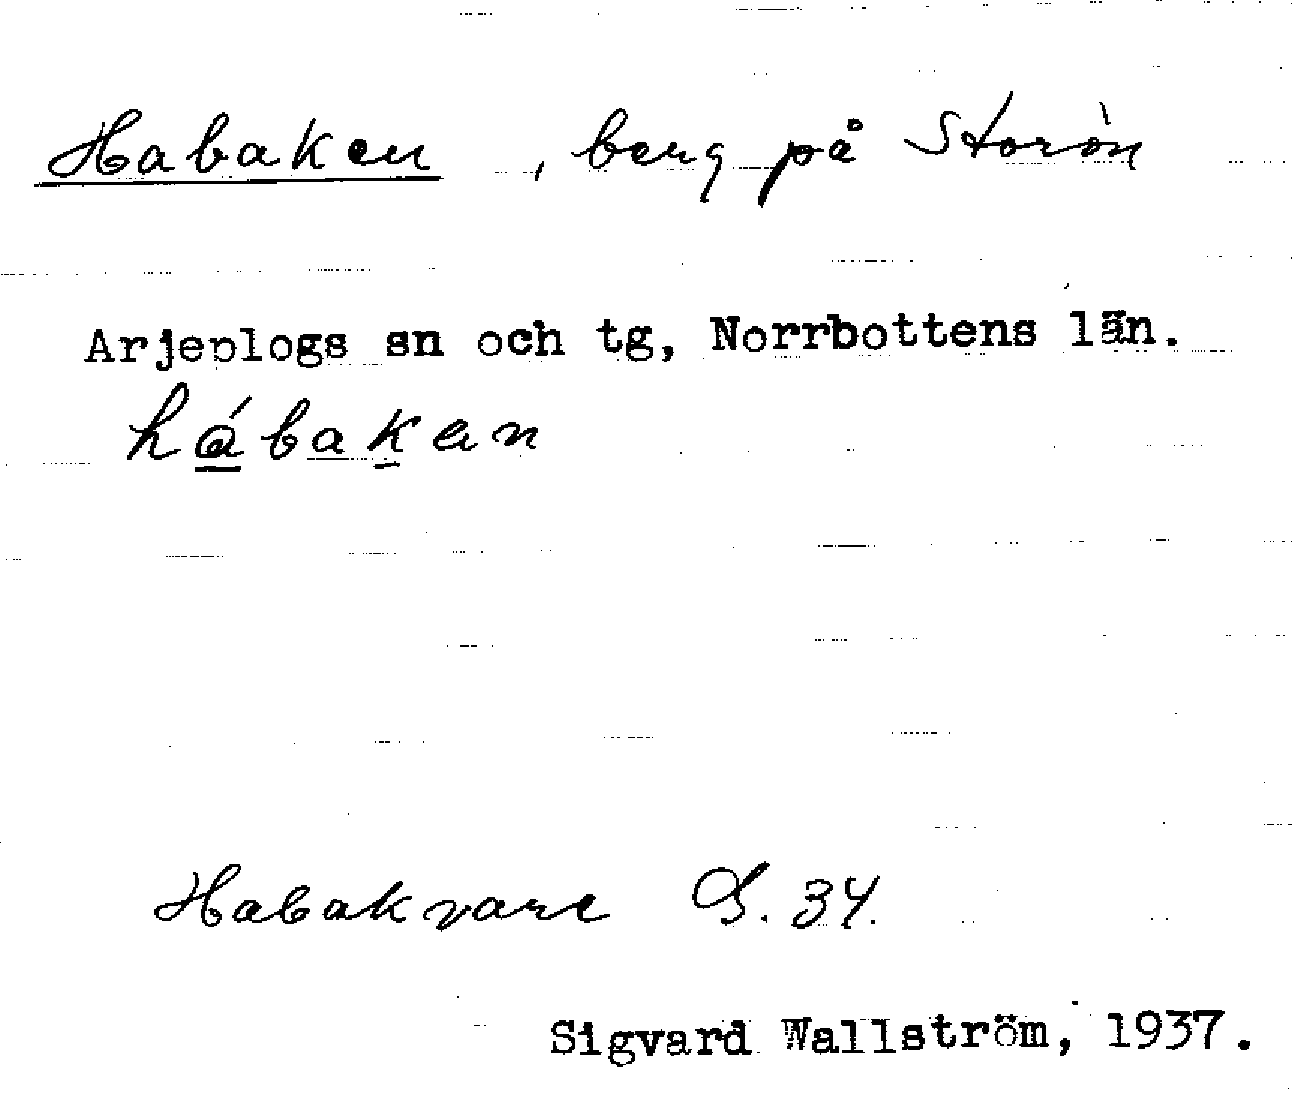 Habaken , berg på Storön
Arjeplogs sn och tg, Norrbottens län.
hábakan
Habakvare S. 34.
Sigvard Wallström, 1937.